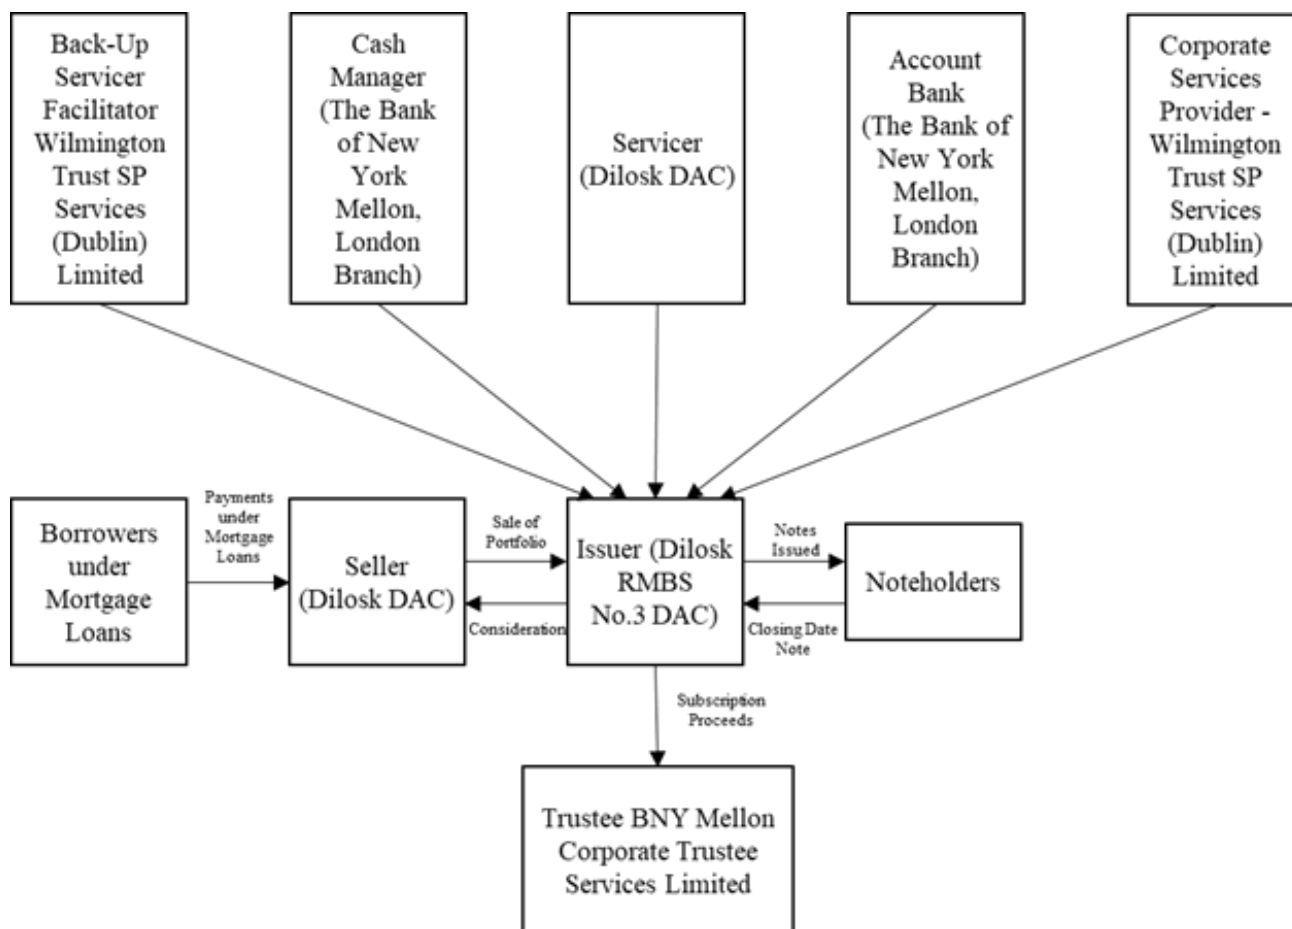 Back-Up
Servicer
Facilitator
Wilmington
Trust SP
Services
(Dublin)
Limited
Cash
Manager
(The Bank
of New
York
Mellon,
London
Branch)
Servicer
(Dilosk DAC)
Account
Bank
(The Bank of
New York
Mellon,
London
Branch)
Corporate
Services
Provider -
Wilmington
Trust SP
Services
(Dublin)
Limited
Borrowers
under
Mortgage
Loans
Payments
under
Mortgage
Loans
Seller
(Dilosk DAC)
Sale of
Portfolio
Consideration
Issuer (Dilosk
RMBS
No.3 DAC)
Notes
Issued
Closing Date
Note
Noteholders
Subscription
Proceeds
Trustee BNY Mellon
Corporate Trustee
Services Limited